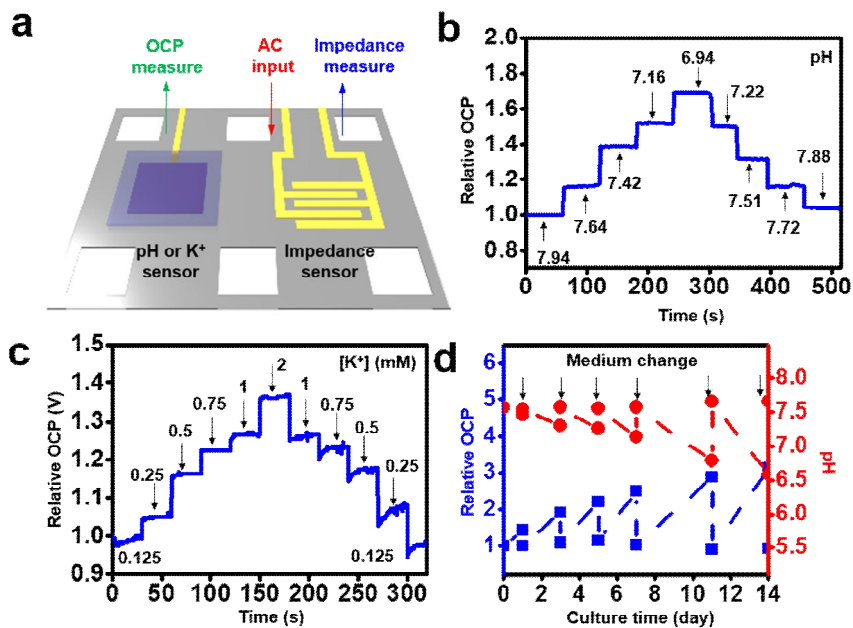 a
OCP
measure
AC
input
Impedance
measure
pH or K+
sensor
Impedance
sensor
b
2.0
1.8
1.6
1.4
1.2
1.0
0.8
Relative OCP
pH
7.94
7.64
7.42
7.16
6.94
7.22
7.51
7.72
7.88
0 100 200 300 400 500
Time (s)
c
1.5
1.4
1.3
1.2
1.1
1.0
0.9
Relative OCP (V)
[K+] (mM)
0.125
0.25
0.5
0.75
1
2
1
0.75
0.5
0.25
0.125
0 50 100 150 200 250 300
Time (s)
d
Medium change
6
5
4
3
2
1
Relative OCP
8.0
7.5
7.0
6.5
6.0
5.5
pH
0 2 4 6 8 10 12 14
Culture time (day)